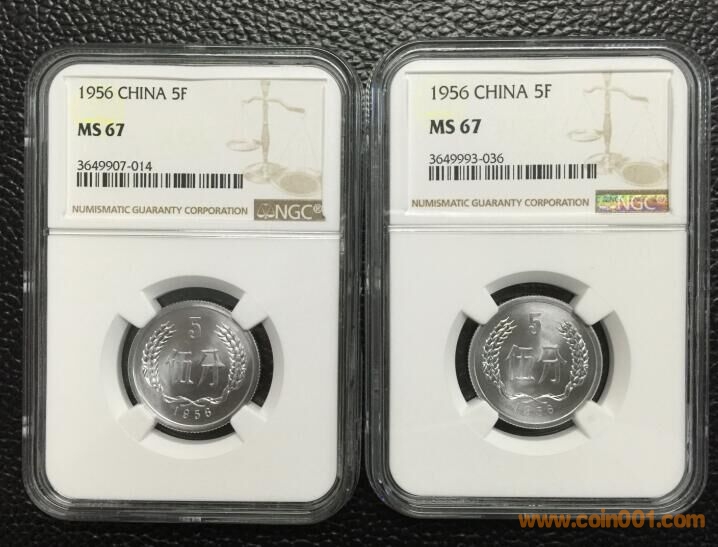 1956 CHINA 5F
MS 67
3649907-014
NUMISMATIC GUARANTY CORPORATION NGC®
5
伍分
1956
1956 CHINA 5F
MS 67
3649993-036
NUMISMATIC GUARANTY CORPORATION NGC®
5
伍分
1956
www.coin001.com